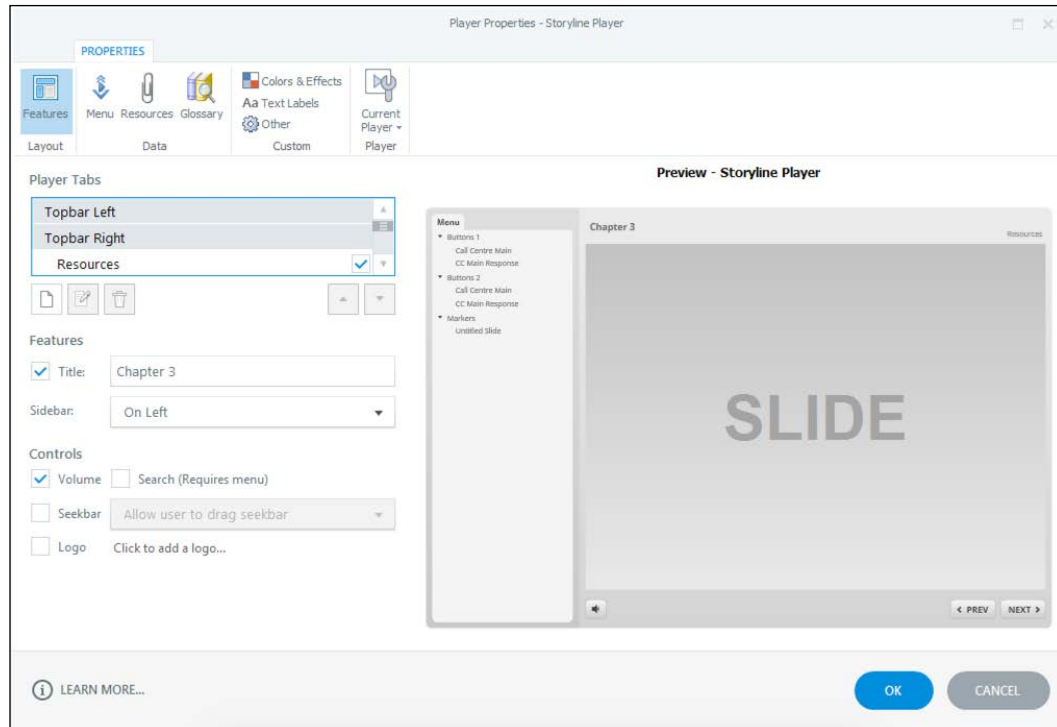 Player Properties - Storyline Player
PROPERTIES
Features
Menu
Resources
Glossary
Colors & Effects
Aa Text Labels
Other
Current Player
Layout
Data
Custom
Player
Player Tabs
Topbar Left
Topbar Right
Resources
Features
Title: Chapter 3
Sidebar: On Left
Controls
Volume Search (Requires menu)
Seekbar Allow user to drag seekbar
Logo Click to add a logo...
Preview - Storyline Player
Menu
Buttons 1
Call Centre Main
CC Main Response
Buttons 2
Call Centre Main
CC Main Response
Markers
Untitled Slide
Chapter 3
Resources
SLIDE
PREV NEXT
LEARN MORE...
OK CANCEL